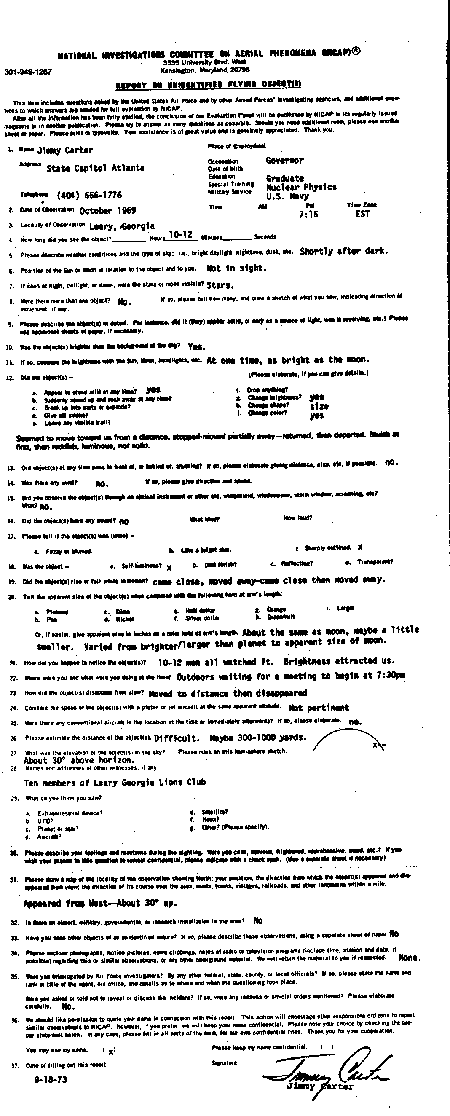 NATIONAL INVESTIGATIONS COMMITTEE ON AERIAL PHENOMENA (NICAP)®
3535 University Blvd. West
301-949-1267
Kensington, Maryland 20795
REPORT ON UNIDENTIFIED FLYING OBJECT(S)
This form includes questions asked by the United States Air Force and by other Armed Forces' investigating agencies, and additional
to which answers are needed for full evaluation by NICAP.
After all the information has been fully studied, the conclusion of our Evaluation Panel will be published by NICAP in its regularly issued
magazine or in another publication. Please try to answer as many questions as possible. Should you need additional room, please use another
sheet of paper. Please print or typewrite. Your assistance is of great value and is genuinely appreciated. Thank you.
1. Name Jimmy Carter Place of Employment
Address State Capitol Atlanta Occupation Governor
Date of birth
Education Graduate
Special Training Nuclear Physics
Telephone (404) 656-1776 Military Service U.S. Navy
2. Date of Observation October 1969 Time AM PM 7:15 Time Zone EST
3. Locality of Observation Leary, Georgia
4. How long did you see the object? Hours 10-12 Minutes Seconds
5. Please describe weather conditions and the type of sky; i.e., bright daylight, nighttime, dusk, etc. Shortly after dark.
6. Position of the Sun or Moon in relation to the object and to you. Not in sight.
7. If seen at night, twilight, or dawn, were the stars or moon visible? Stars.
8. Were there more than one object? No. If so, please tell how many, and draw a sketch of what you saw, indicating direction of
movement, if any.
9. Please describe the object(s) in detail. For instance, did it (they) appear solid, or only as a source of light; was it revolving, etc.? Please
use additional sheets of paper, if necessary.
10. Was the object(s) brighter than the background of the sky? Yes.
11. If so, compare the brightness with the Sun, Moon, headlights, etc. At one time, as bright as the moon.
12. Did the object(s) — (Please elaborate, if you can give details.)
a. Appear to stand still at any time? yes
b. Suddenly speed up and rush away at any time?
c. Break up into parts or explode?
d. Give off smoke?
e. Leave any visible trail?
f. Drop anything?
g. Change brightness? yes
h. Change shape? size
i. Change color? yes
Seemed to move toward us from a distance, stopped-moved partially away—returned, then departed. Bluish at
first, then reddish, luminous, not solid.
13. Did object(s) at any time pass in front of, or behind of, anything? If so, please elaborate giving distance, size, etc, if possible. no.
14. Was there any wind? no. If so, please give direction and speed.
15. Did you observe the object(s) through an optical instrument or other aid, windshield, windowpane, storm window, screening, etc?
What? no.
16. Did the object(s) have any sound? no What kind? How loud?
17. Please tell if the object(s) was (were) —
a. Fuzzy or blurred. b. Like a bright star. c. Sharply outlined. x
18. Was the object — a. Self-luminous? x b. Dull finish? c. Reflecting? d. Transparent?
19. Did the object(s) rise or fall while in motion? came close, moved away-came close then moved away.
20. Tell the apparent size of the object(s) when compared with the following held at arm's length:
a. Pinhead c. Dime e. Half dollar g. Orange i. Larger
b. Pea d. Nickel f. Silver dollar h. Grapefruit
Or, if easier, give apparent size in inches on a ruler held at arm's length. About the same as moon, maybe a little
smaller. Varied from brighter/larger than planet to apparent size of moon.
21. How did you happen to notice the object(s)? 10-12 men all watched it. Brightness attracted us.
22. Where were you and what were you doing at the time? Outdoors waiting for a meeting to begin at 7:30pm
23. How did the object(s) disappear from view? Moved to distance then disappeared
24. Compare the speed of the object(s) with a piston or jet aircraft at the same apparent altitude. Not pertinent
25. Were there any conventional aircraft in the location at the time or immediately afterwards? If so, please elaborate. no.
26. Please estimate the distance of the object(s). Difficult. Maybe 300-1000 yards.
27. What was the elevation of the object(s) in the sky? Please mark on this hemisphere sketch. x
About 30° above horizon.
28. Names and addresses of other witnesses, if any
Ten members of Leary Georgia Lions Club
29. What do you think you saw?
a. Extraterrestrial device?
b. UFO?
c. Planet or star?
d. Aircraft?
e. Satellite?
f. Hoax?
g. Other? (Please specify).
30. Please describe your feelings and reactions during the sighting. Were you calm, nervous, frightened, apprehensive, awed, etc.? If you
wish your answer to this question to remain confidential, please indicate with a check mark. (Use a separate sheet if necessary)
31. Please draw a map of the locality of the observation showing North; your position; the direction from which the object(s) appeared and dis-
appeared from view; the direction of its course over the area; roads, towns, villages, railroads, and other landmarks within a mile.
Appeared from West—About 30° up.
32. Is there an airport, military, governmental, or research installation in the area? No
33. Have you seen other objects of an unidentified nature? If so, please describe these observations, using a separate sheet of paper No
34. Please enclose photographs, motion pictures, news clippings, notes of radio or television programs (include time, station and date, if
possible) regarding this or similar observations, or any other background material. We will return the material to you if requested. None.
35. Were you interrogated by Air Force investigators? By any other federal, state, county, or local officials? If so, please state the name and
rank or title of the agent, his office, and details as to where and when the questioning took place.
Were you asked or told not to reveal or discuss the incident? If so, were any reasons or official orders mentioned? Please elaborate
carefully. No.
36. We should like permission to quote your name in connection with this report. This action will encourage other responsible citizens to report
similar observations to NICAP. However, if you prefer, we will keep your name confidential. Please note your choice by checking the
proper statement below. In any case, please fill in all parts of the form, for our own confidential files. Thank you for your cooperation.
You may use my name. (x) Please keep my name confidential. ( )
37. Date of filling out this report Signature:
9-18-73 Jimmy Carter
Jimmy Carter